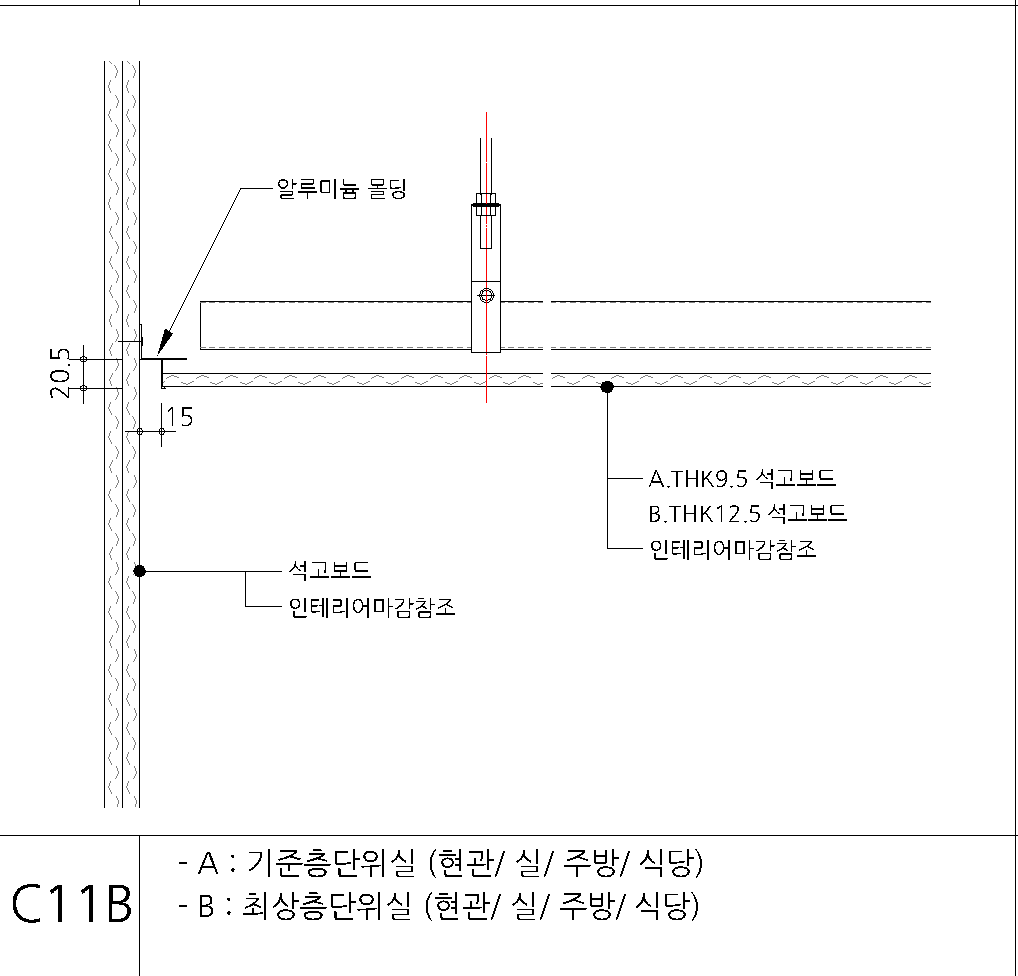 알루미늄 몰딩
20.5
15
A.THK9.5 석고보드
B.THK12.5 석고보드
인테리어마감참조
석고보드
인테리어마감참조
C11B
- A : 기준층단위실 (현관/ 실/ 주방/ 식당)
- B : 최상층단위실 (현관/ 실/ 주방/ 식당)